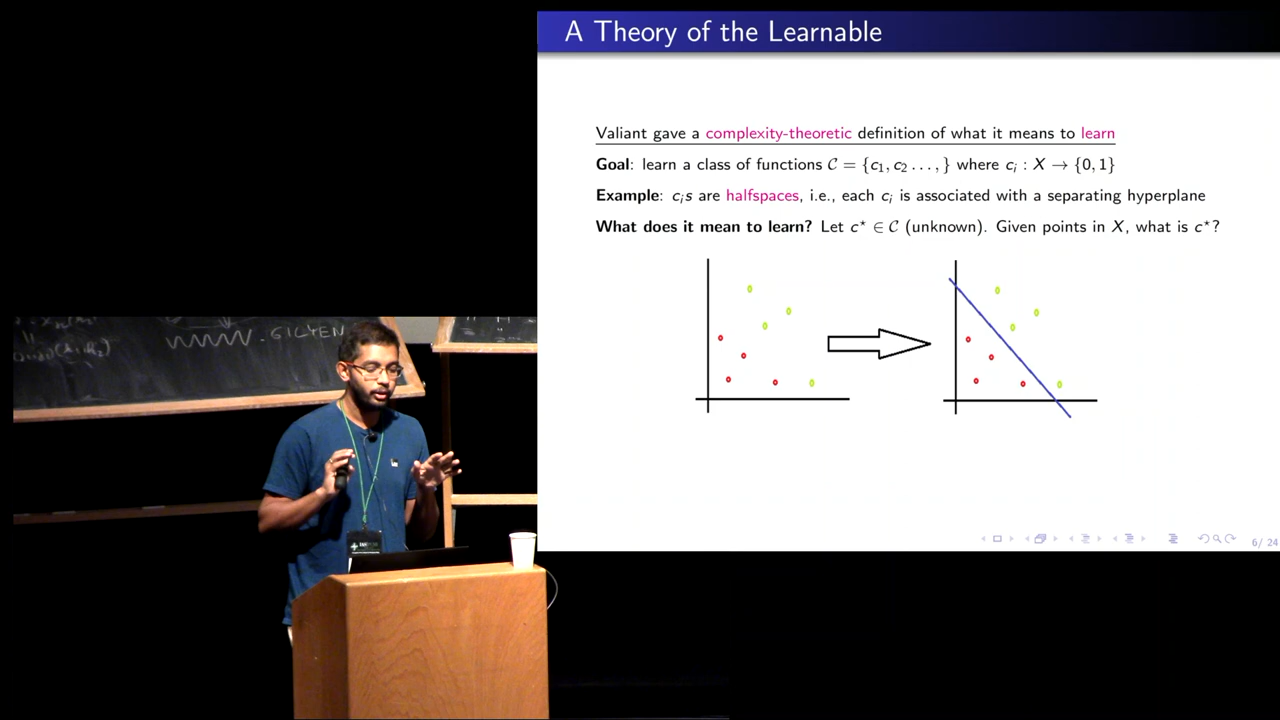 A Theory of the Learnable
Valiant gave a complexity-theoretic definition of what it means to learn
Goal: learn a class of functions 𝒞 = {c₁, c₂ . . . , } where cᵢ : X → {0, 1}
Example: cᵢs are halfspaces, i.e., each cᵢ is associated with a separating hyperplane
What does it mean to learn? Let c⋆ ∈ 𝒞 (unknown). Given points in X, what is c⋆?
6/ 24